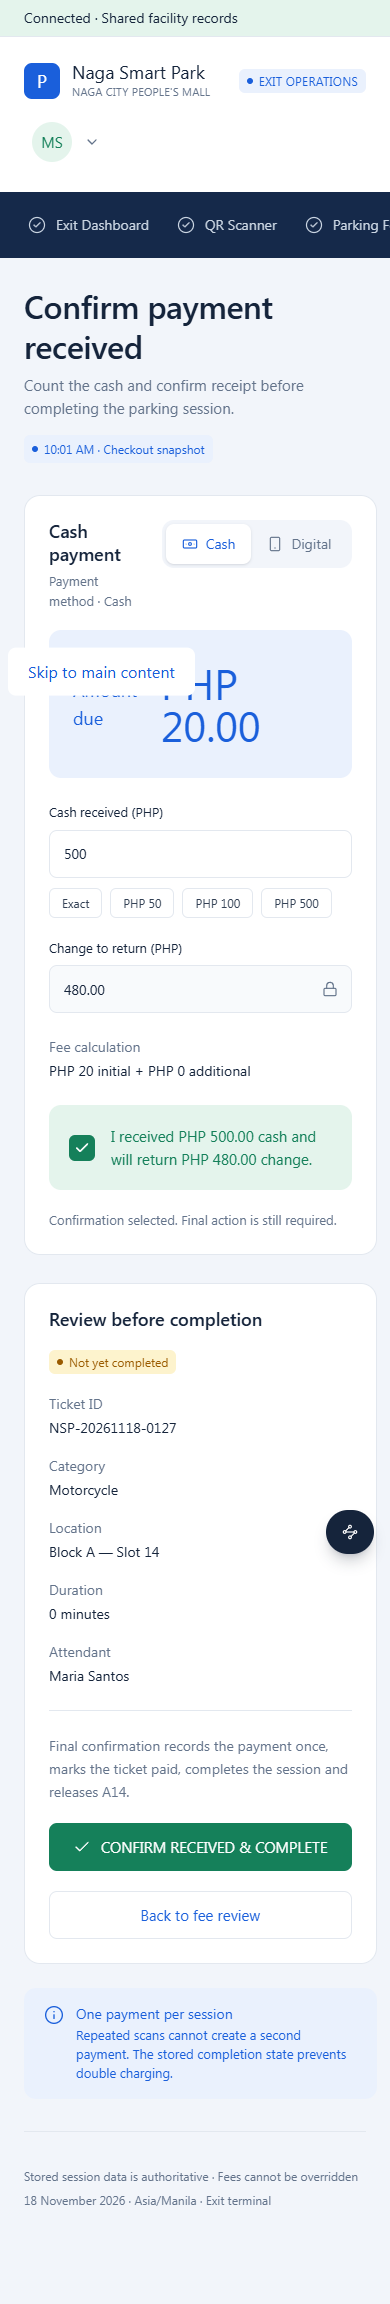 Connected · Shared facility records
P
Naga Smart Park
NAGA CITY PEOPLE'S MALL
EXIT OPERATIONS
MS
Exit Dashboard
QR Scanner
Parking F
Confirm payment
received
Count the cash and confirm receipt before
completing the parking session.
10:01 AM · Checkout snapshot
Cash
payment
Payment
method · Cash
Cash
Digital
Skip to main content
Amount
due
PHP
20.00
Cash received (PHP)
500
Exact
PHP 50
PHP 100
PHP 500
Change to return (PHP)
480.00
Fee calculation
PHP 20 initial + PHP 0 additional
I received PHP 500.00 cash and
will return PHP 480.00 change.
Confirmation selected. Final action is still required.
Review before completion
Not yet completed
Ticket ID
NSP-20261118-0127
Category
Motorcycle
Location
Block A — Slot 14
Duration
0 minutes
Attendant
Maria Santos
Final confirmation records the payment once,
marks the ticket paid, completes the session and
releases A14.
CONFIRM RECEIVED & COMPLETE
Back to fee review
One payment per session
Repeated scans cannot create a second
payment. The stored completion state prevents
double charging.
Stored session data is authoritative · Fees cannot be overridden
18 November 2026 · Asia/Manila · Exit terminal